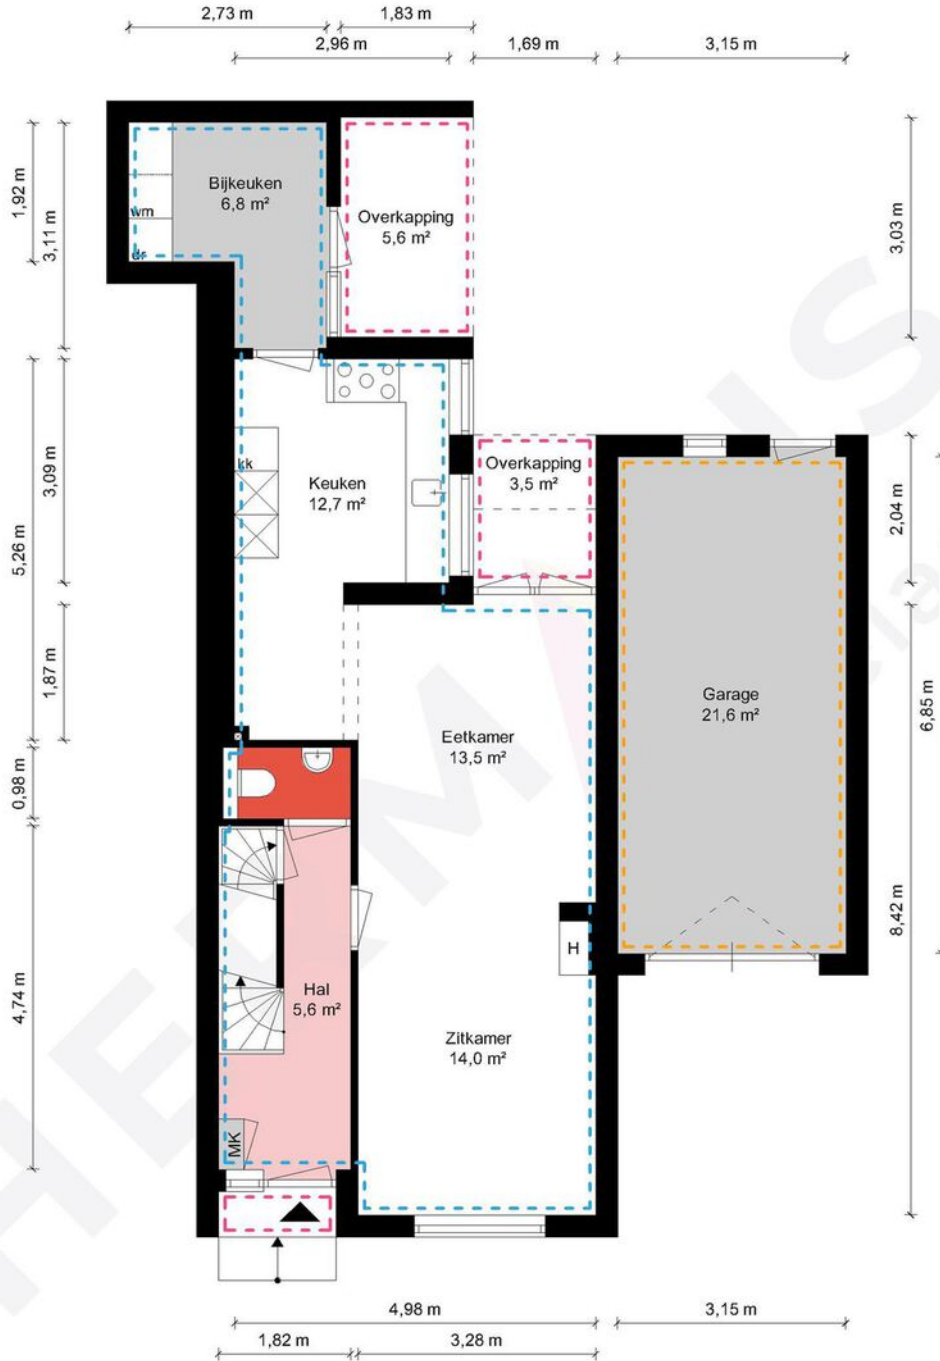 2,73 m
1,83 m
2,96 m
1,69 m
3,15 m
1,92 m
3,11 m
Bijkeuken
6,8 m²
wm
dr
Overkapping
5,6 m²
3,03 m
5,26 m
3,09 m
kk
Keuken
12,7 m²
Overkapping
3,5 m²
2,04 m
1,87 m
Garage
21,6 m²
6,85 m
Eetkamer
13,5 m²
0,98 m
8,42 m
H
4,74 m
Hal
5,6 m²
Zitkamer
14,0 m²
MK
4,98 m
3,15 m
1,82 m
3,28 m